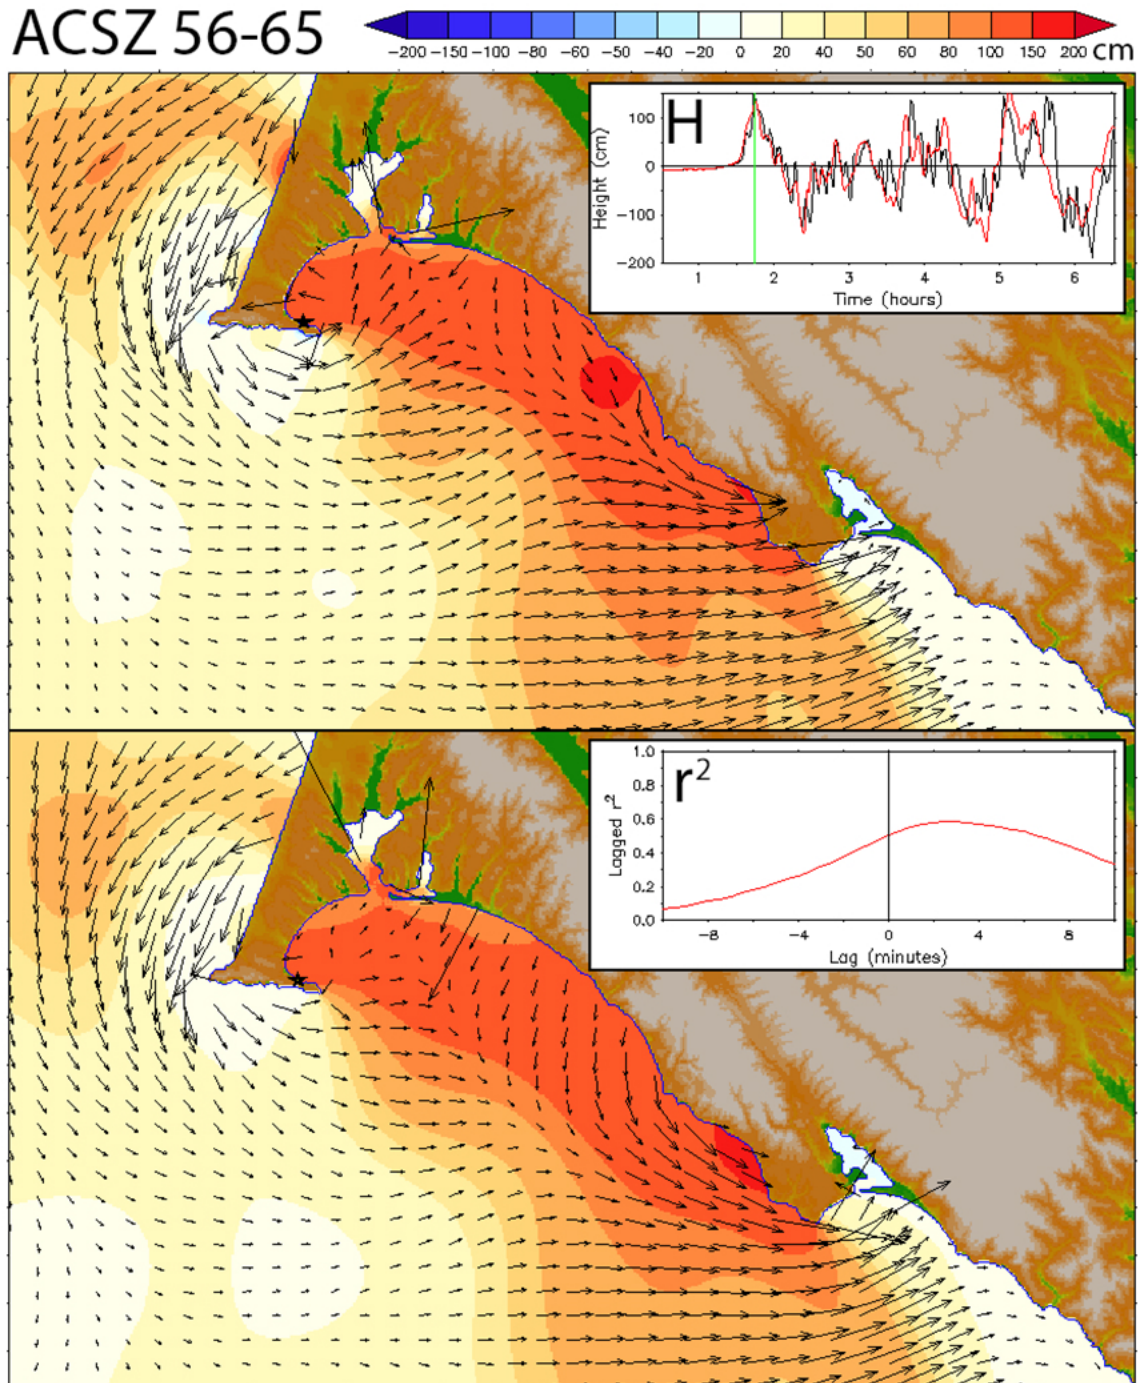 ACSZ 56-65
-200 -150 -100 -80 -60 -50 -40 -20 0 20 40 50 60 80 100 150 200 cm
H
Height (cm)
100
0
-100
-200
1 2 3 4 5 6
Time (hours)
r²
Lagged r²
1.0
0.8
0.6
0.4
0.2
0.0
-8 -4 0 4 8
Lag (minutes)